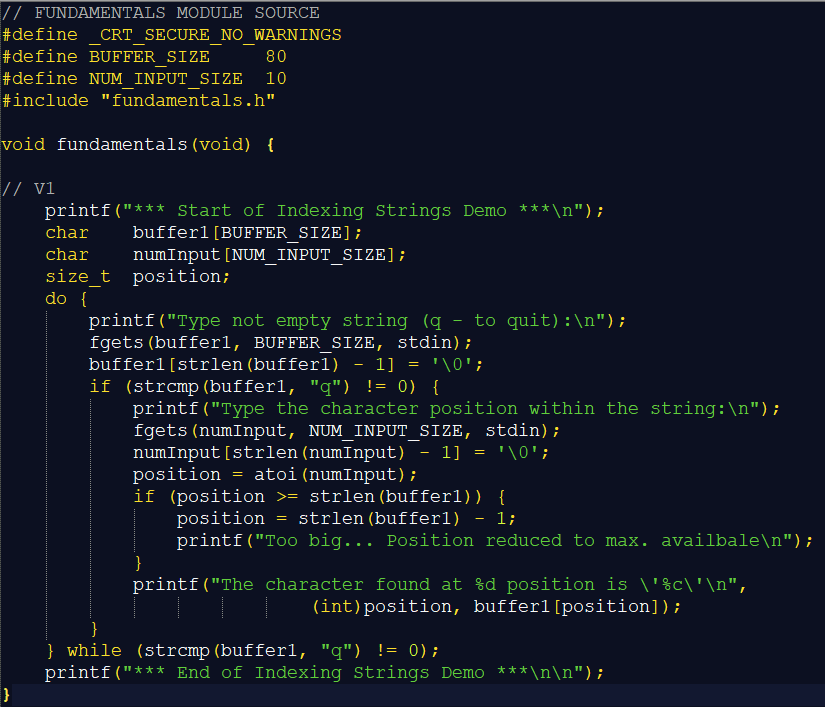 // FUNDAMENTALS MODULE SOURCE
#define _CRT_SECURE_NO_WARNINGS
#define BUFFER_SIZE     80
#define NUM_INPUT_SIZE  10
#include "fundamentals.h"

void fundamentals(void) {

// V1
    printf("*** Start of Indexing Strings Demo ***\n");
    char    buffer1[BUFFER_SIZE];
    char    numInput[NUM_INPUT_SIZE];
    size_t  position;
    do {
        printf("Type not empty string (q - to quit):\n");
        fgets(buffer1, BUFFER_SIZE, stdin);
        buffer1[strlen(buffer1) - 1] = '\0';
        if (strcmp(buffer1, "q") != 0) {
            printf("Type the character position within the string:\n");
            fgets(numInput, NUM_INPUT_SIZE, stdin);
            numInput[strlen(numInput) - 1] = '\0';
            position = atoi(numInput);
            if (position >= strlen(buffer1)) {
                position = strlen(buffer1) - 1;
                printf("Too big... Position reduced to max. availbale\n");
            }
            printf("The character found at %d position is \'%c\'\n",
                            (int)position, buffer1[position]);
        }
    } while (strcmp(buffer1, "q") != 0);
    printf("*** End of Indexing Strings Demo ***\n\n");
}